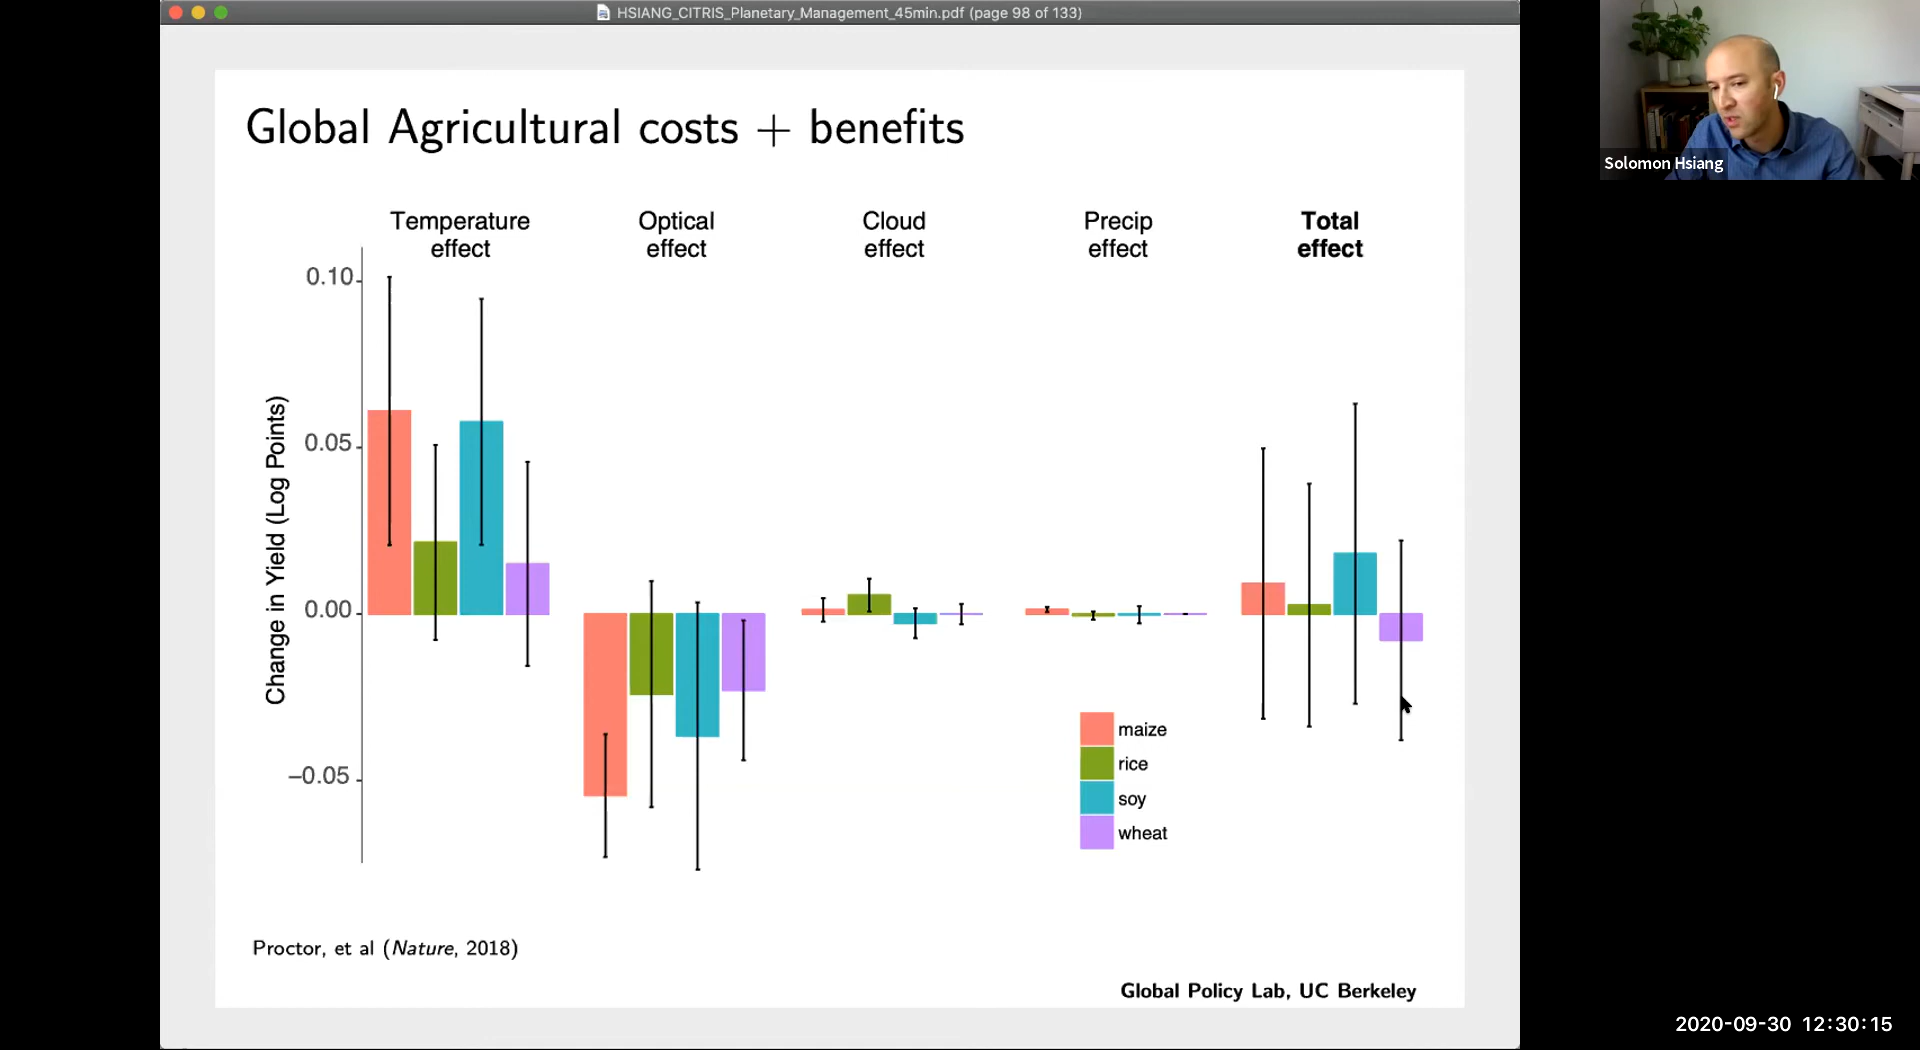 HSIANG_CITRIS_Planetary_Management_45min.pdf (page 98 of 133)
Solomon Hsiang
Global Agricultural costs + benefits
Temperature effect
Optical effect
Cloud effect
Precip effect
Total effect
Change in Yield (Log Points)
0.10
0.05
0.00
−0.05
maize
rice
soy
wheat
Proctor, et al (Nature, 2018)
Global Policy Lab, UC Berkeley
2020-09-30 12:30:15